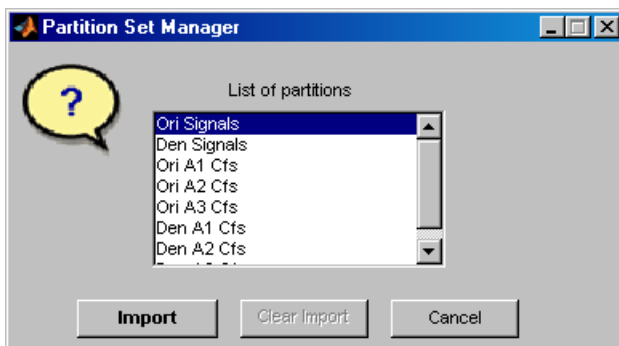 Partition Set Manager
?
List of partitions
Ori Signals
Den Signals
Ori A1 Cfs
Ori A2 Cfs
Ori A3 Cfs
Den A1 Cfs
Den A2 Cfs
Import
Clear Import
Cancel